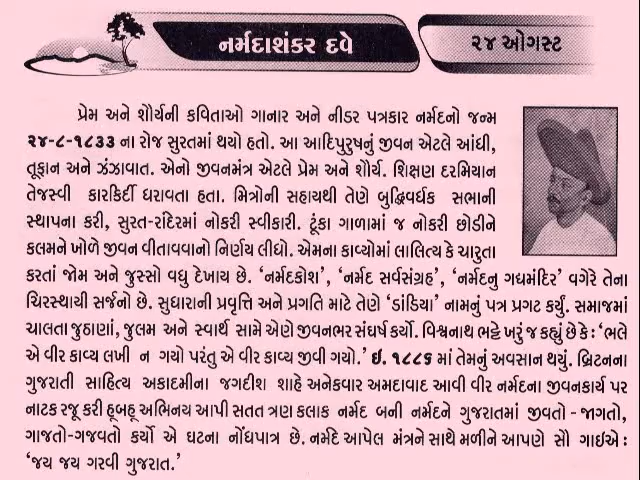 નર્મદાશંકર દવે
૨૪ ઓગસ્ટ
પ્રેમ અને શૌર્યની કવિતાઓ ગાનાર અને નીડર પત્રકાર નર્મદનો જન્મ
૨૪-૮-૧૮૩૩ ના રોજ સુરતમાં થયો હતો. આ આદિપુરુષનું જીવન એટલે આંધી,
તૂફાન અને ઝંઝાવાત. એનો જીવનમંત્ર એટલે પ્રેમ અને શૌર્ય. શિક્ષણ દરમિયાન
તેજસ્વી કારકિર્દી ધરાવતા હતા. મિત્રોની સહાયથી તેણે બુદ્ધિવર્ધક સભાની
સ્થાપના કરી, સુરત-રાંદેરમાં નોકરી સ્વીકારી. ટૂંકા ગાળામાં જ નોકરી છોડીને
કલમને ખોળે જીવન વીતાવવાનો નિર્ણય લીધો. એમના કાવ્યોમાં લાલિત્ય કે ચારુતા
કરતાં જોમ અને જુસ્સો વધુ દેખાય છે. ‘નર્મદકોશ’, ‘નર્મદ સર્વસંગ્રહ’, ‘નર્મદનુ ગદ્યમંદિર’ વગેરે તેના
ચિરસ્થાયી સર્જનો છે. સુધારાની પ્રવૃત્તિ અને પ્રગતિ માટે તેણે ‘ડાંડિયા’ નામનું પત્ર પ્રગટ કર્યું. સમાજમાં
ચાલતા જુઠાણાં, જુલમ અને સ્વાર્થ સામે એણે જીવનભર સંઘર્ષ કર્યો. વિશ્વનાથ ભટ્ટે ખરું જ કહ્યું છે કે : ‘ભલે
એ વીર કાવ્ય લખી ન ગયો પરંતુ એ વીર કાવ્ય જીવી ગયો.’ ઇ. ૧૮૮૬ માં તેમનું અવસાન થયું. બ્રિટનના
ગુજરાતી સાહિત્ય અકાદમીના જગદીશ શાહે અનેકવાર અમદાવાદ આવી વીર નર્મદના જીવનકાર્ય પર
નાટક રજૂ કરી હૂબહૂ અભિનય આપી સતત ત્રણ કલાક નર્મદ બની નર્મદને ગુજરાતમાં જીવતો - જાગતો,
ગાજતો-ગજવતો કર્યો એ ઘટના નોંધપાત્ર છે. નર્મદે આપેલ મંત્રને સાથે મળીને આપણે સૌ ગાઇએ :
‘જય જય ગરવી ગુજરાત.’